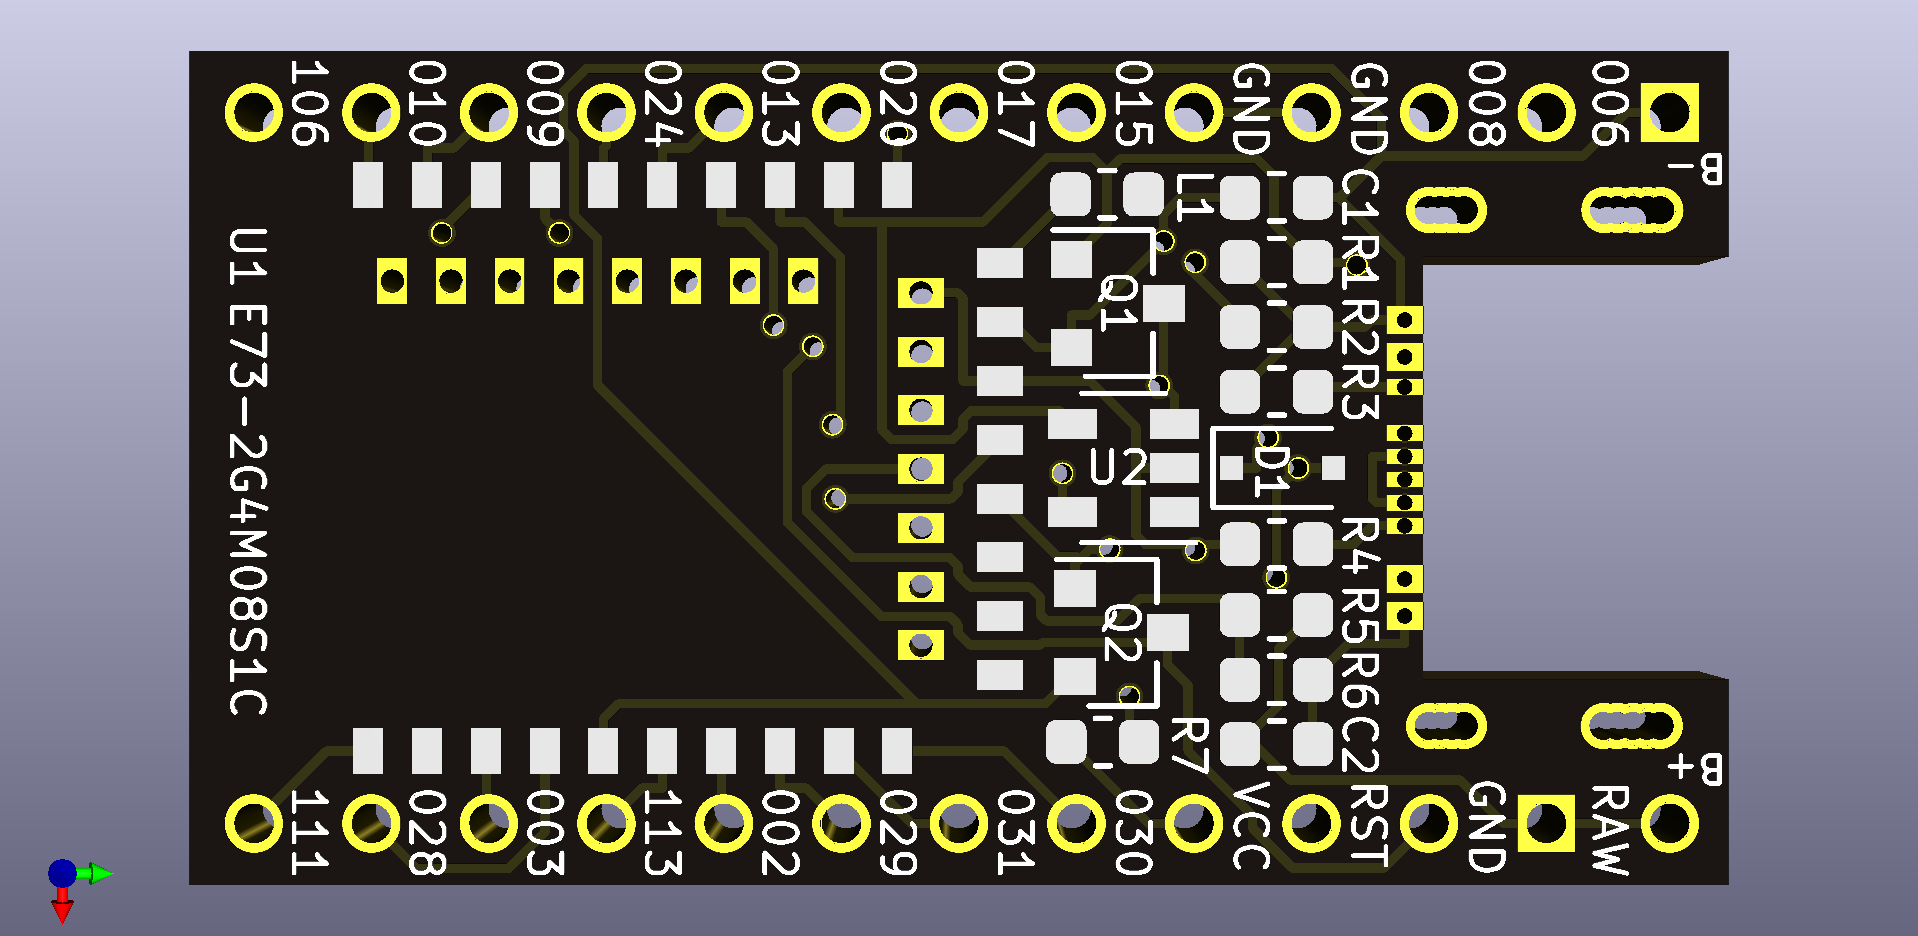 106
010
009
024
013
020
017
015
GND
GND
008
006
B-
L1
C1
R1
R2
R3
Q1
U2
D1
U1 E73-2G4M08S1C
Q2
R4
R5
R6
C2
R7
B+
111
028
003
113
002
029
031
030
VCC
RST
GND
RAW